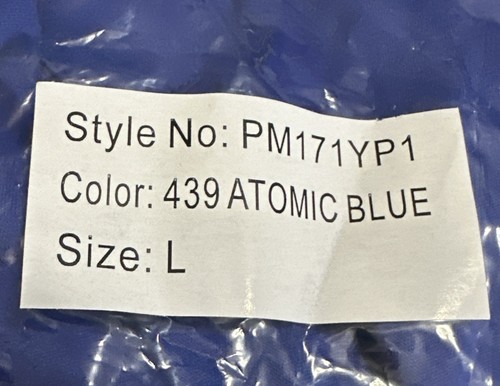 Style No: PM171YP1
Color: 439 ATOMIC BLUE
Size: L